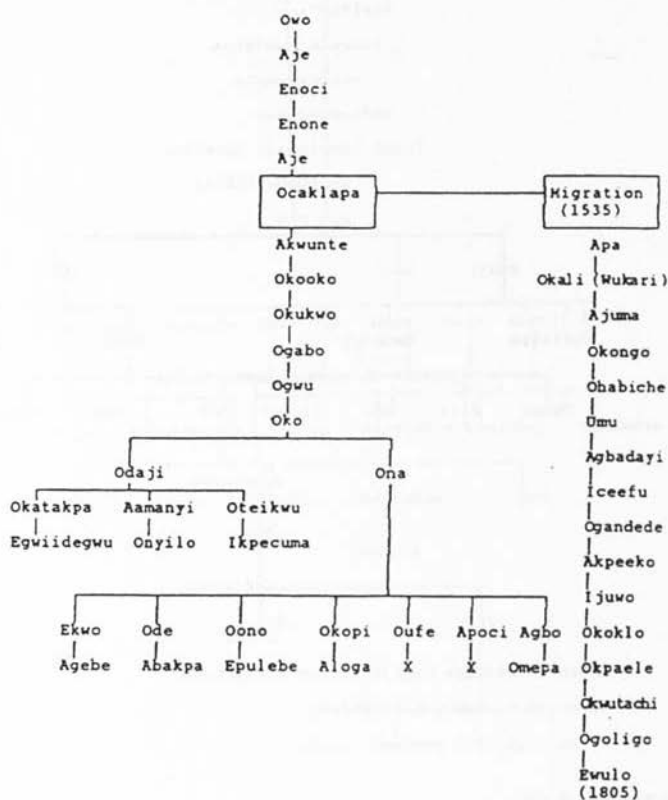 Owo
Aje
Enoci
Enone
Aje
Ocaklapa
Akwunte
Okooko
Okukwo
Ogabo
Ogwu
Oko
Odaji Ona
Okatakpa Aamanyi Oteikwu
Egwiidegwu Onyilo Ikpecuma
Ekwo Ode Oono Okopi Oufe Apoci Agbo
Agebe Abakpa Epulebe Aloga X X Omepa
Migration
(1535)
Apa
Okali (Wukari)
Ajuma
Okongo
Ohabiche
Umu
Agbadayi
Iceefu
Ogandede
Akpeeko
Ijuwo
Okoklo
Okpaele
Okwutachi
Ogoligo
Ewulo
(1805)